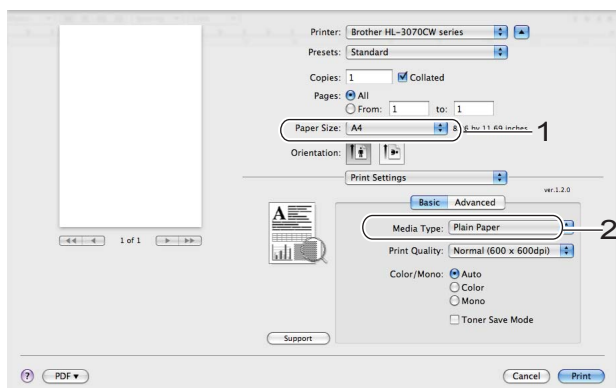 Printer: Brother HL-3070CW series
Presets: Standard
Copies: 1 Collated
Pages: All
From: 1 to: 1
Paper Size: A4 8 6 by 11.69 inches 1
Orientation:
Print Settings
ver.1.2.0
Basic Advanced
Media Type: Plain Paper 2
1 of 1
Print Quality: Normal (600 x 600dpi)
Color/Mono: Auto
Color
Mono
Toner Save Mode
Support
? PDF Cancel Print